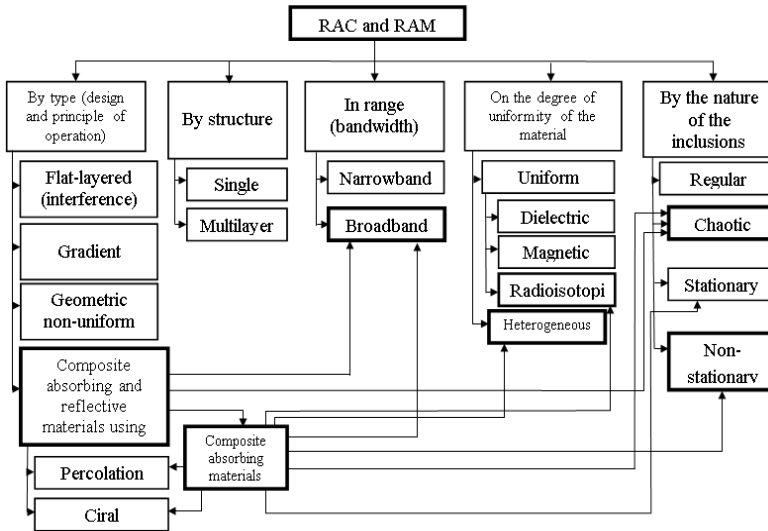 RAC and RAM
By type (design
and principle of
operation)
Flat-layered
(interference)
Gradient
Geometric
non-uniform
Composite
absorbing and
reflective
materials using
Percolation
Ciral
Composite
absorbing
materials
By structure
Single
Multilayer
In range
(bandwidth)
Narrowband
Broadband
On the degree of
uniformity of the
material
Uniform
Dielectric
Magnetic
Radioisotopi
Heterogeneous
By the nature
of the
inclusions
Regular
Chaotic
Stationary
Non-
stationary